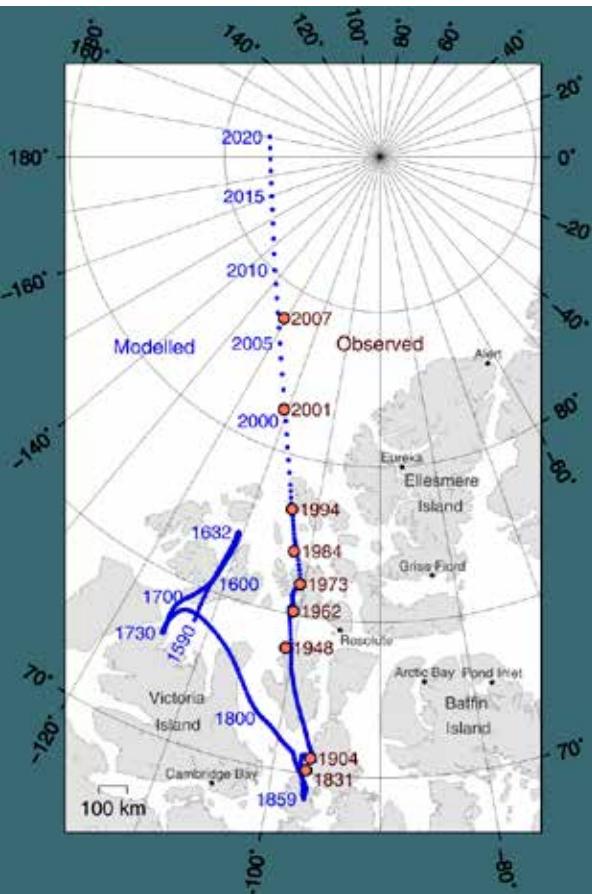 180° 160° 140° 120° 100° 80° 60° 40°
20°
2020
180° 0°
2015
-20°
-160° 2010
2007
-40°
2005
Modelled Observed
Alert
2001
2000
80°
-140°
-60°
Eureka
Ellesmere
Island
1994
1632
1984
Grise Fiord
1600
1973
1700
1962
1730
1590
Resolute
1948
70°
Arctic Bay Pond Inlet
Victoria
Island
Baffin
Island
1800
-120°
1904
70°
Cambridge Bay
1831
1859
100 km
-100° -80°